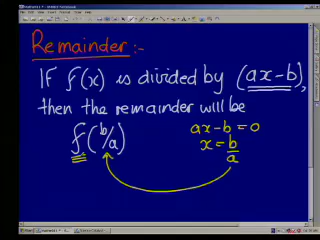 Remainder:-
If f(x) is divided by (ax-b),
then the remainder will be
f(b/a)
ax-b=0
x=b/a